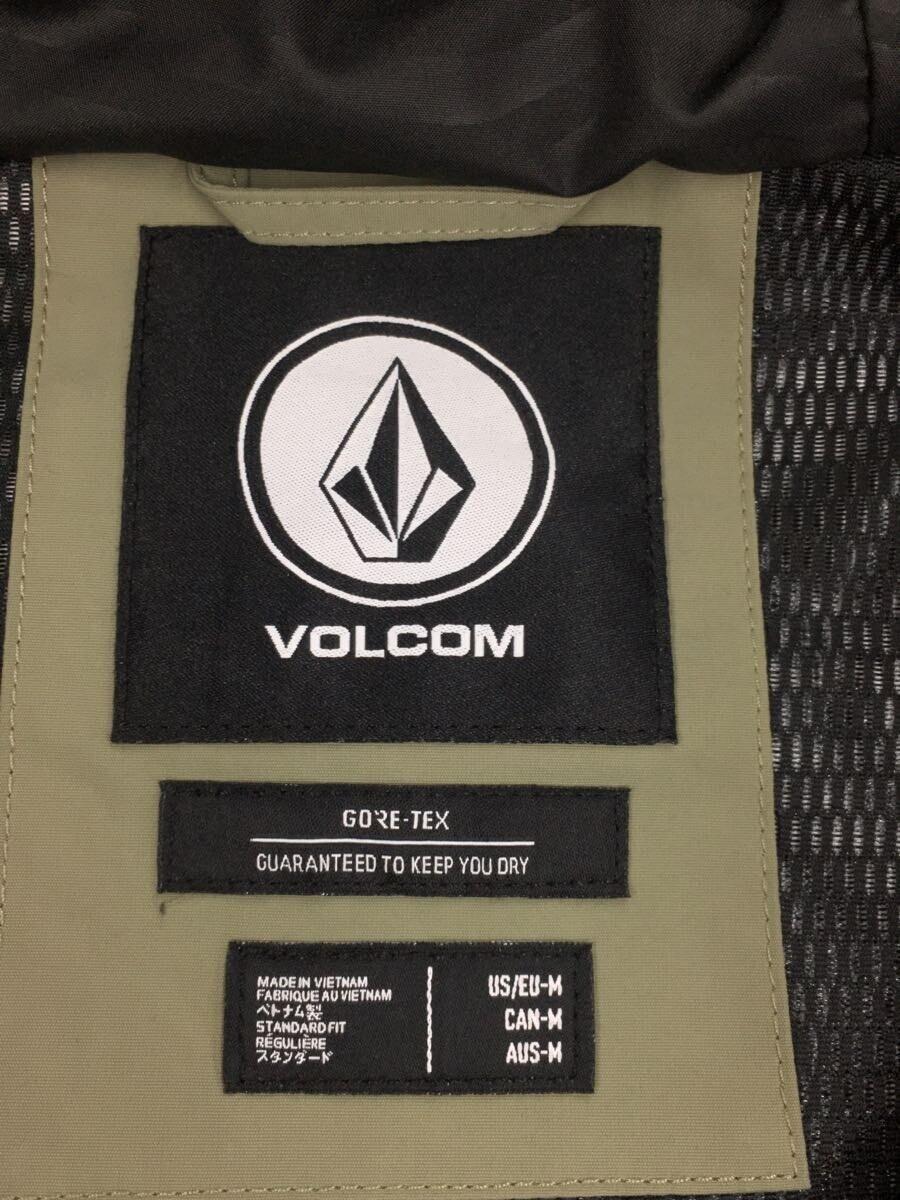 VOLCOM
GORE-TEX
GUARANTEED TO KEEP YOU DRY
MADE IN VIETNAM
FABRIQUE AU VIETNAM
ベトナム製
STANDARD FIT
RÉGULIÈRE
スタンダード
US/EU-M
CAN-M
AUS-M